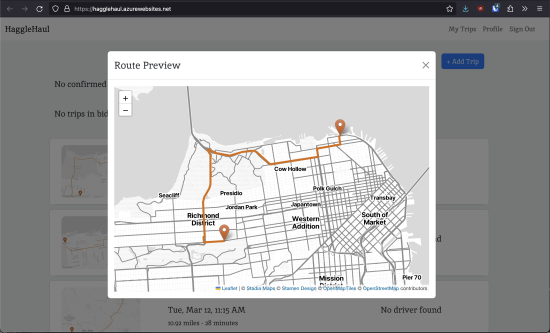 https://hagglehaul.azurewebsites.net
HaggleHaul
My Trips
Profile
Sign Out
+ Add Trip
No confirmed
No trips in bid
Route Preview
+
−
Cow Hollow
Seacliff
Presidio
Polk Gulch
Jordan Park
Japantown
Transbay
Richmond
District
Western
Addition
South of
Market
Mission
Pier 70
Leaflet | © Stadia Maps © Stamen Design © OpenMapTiles © OpenStreetMap contributors
und
Tue, Mar 12, 11:15 AM
No driver found
10.92 miles - 28 minutes